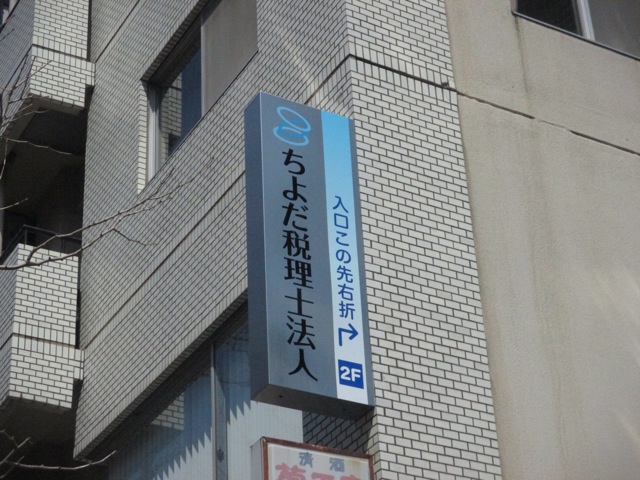 ちよだ税理士法人
入口この先右折
2F
清酒